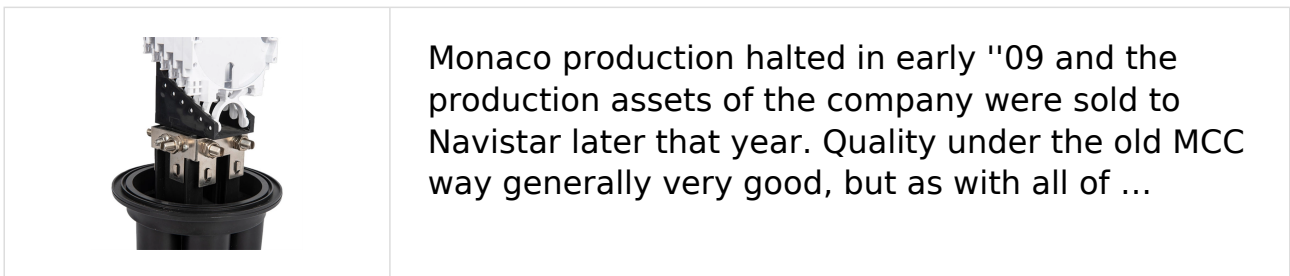 Monaco production halted in early ''09 and the
production assets of the company were sold to
Navistar later that year. Quality under the old MCC
way generally very good, but as with all of ...